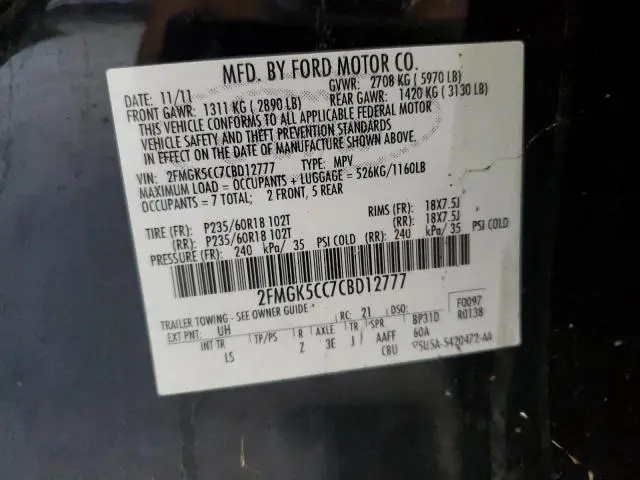 MFD. BY FORD MOTOR CO.
DATE: 11/11 GVWR: 2708 KG ( 5970 LB)
FRONT GAWR: 1311 KG ( 2890 LB) REAR GAWR: 1420 KG ( 3130 LB)
THIS VEHICLE CONFORMS TO ALL APPLICABLE FEDERAL MOTOR
VEHICLE SAFETY AND THEFT PREVENTION STANDARDS
IN EFFECT ON THE DATE OF MANUFACTURE SHOWN ABOVE.
VIN: 2FMGK5CC7CBD12777 TYPE: MPV
MAXIMUM LOAD = OCCUPANTS + LUGGAGE = 526KG/1160LB
OCCUPANTS = 7 TOTAL; 2 FRONT, 5 REAR
TIRE (FR): P235/60R18 102T RIMS (FR): 18X7.5J
(RR): P235/60R18 102T (RR): 18X7.5J
PRESSURE (FR): 240 kPa/ 35 PSI COLD (RR): 240 kPa/ 35 PSI COLD
2FMGK5CC7CBD12777
TRAILER TOWING - SEE OWNER GUIDE
EXT PNT: UH RC: 21 DSO: F0097
BP31D R0138
INT TR TP/PS R AXLE TR SPR AAFF 60A
LS Z 3E J CBU 5U5A-5420472-AA